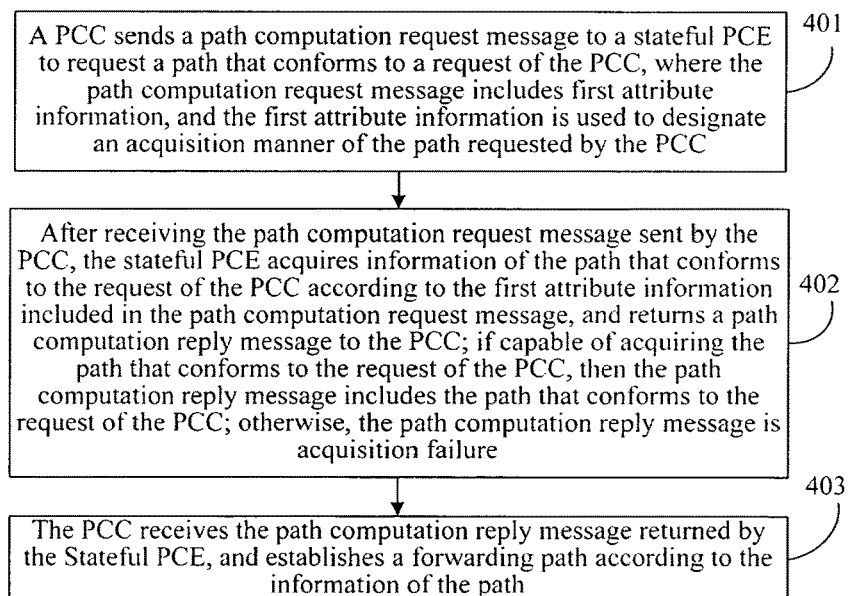 A PCC sends a path computation request message to a stateful PCE
to request a path that conforms to a request of the PCC, where the
path computation request message includes first attribute
information, and the first attribute information is used to designate
an acquisition manner of the path requested by the PCC
401
After receiving the path computation request message sent by the
PCC, the stateful PCE acquires information of the path that conforms
to the request of the PCC according to the first attribute information
included in the path computation request message, and returns a path
computation reply message to the PCC; if capable of acquiring the
path that conforms to the request of the PCC, then the path
computation reply message includes the path that conforms to the
request of the PCC; otherwise, the path computation reply message is
acquisition failure
402
The PCC receives the path computation reply message returned by
the Stateful PCE, and establishes a forwarding path according to the
information of the path
403